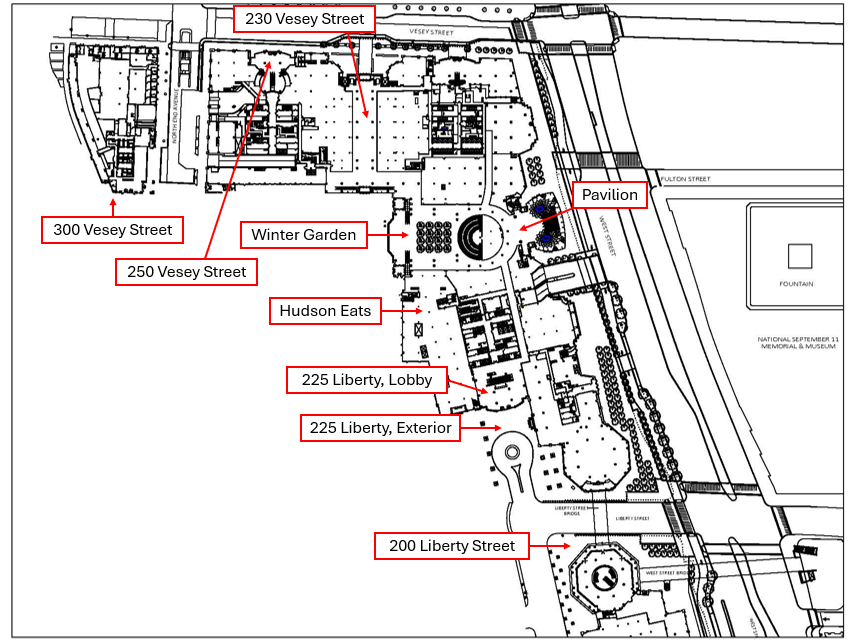 230 Vesey Street
VESEY STREET
NORTH END AVENUE
FULTON STREET
Pavilion
300 Vesey Street
Winter Garden
WEST STREET
250 Vesey Street
FOUNTAIN
Hudson Eats
NATIONAL SEPTEMBER 11
MEMORIAL & MUSEUM
225 Liberty, Lobby
225 Liberty, Exterior
LIBERTY STREET
BRIDGE
LIBERTY STREET
200 Liberty Street
WEST STREET